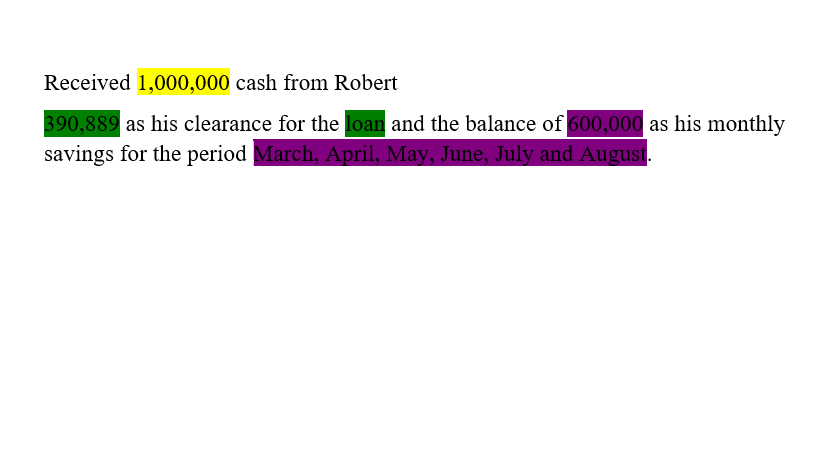 Received 1,000,000 cash from Robert
390,889 as his clearance for the loan and the balance of 600,000 as his monthly
savings for the period March, April, May, June, July and August.